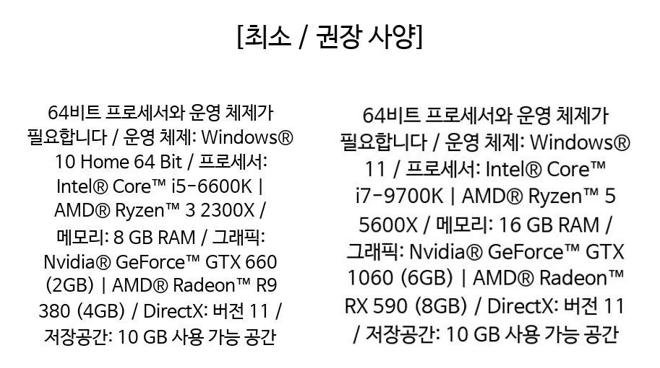 [최소 / 권장 사양]
64비트 프로세서와 운영 체제가
필요합니다 / 운영 체제: Windows®
10 Home 64 Bit / 프로세서:
Intel® Core™ i5-6600K |
AMD® Ryzen™ 3 2300X /
메모리: 8 GB RAM / 그래픽:
Nvidia® GeForce™ GTX 660
(2GB) | AMD® Radeon™ R9
380 (4GB) / DirectX: 버전 11 /
저장공간: 10 GB 사용 가능 공간
64비트 프로세서와 운영 체제가
필요합니다 / 운영 체제: Windows®
11 / 프로세서: Intel® Core™
i7-9700K | AMD® Ryzen™ 5
5600X / 메모리: 16 GB RAM /
그래픽: Nvidia® GeForce™ GTX
1060 (6GB) | AMD® Radeon™
RX 590 (8GB) / DirectX: 버전 11
/ 저장공간: 10 GB 사용 가능 공간